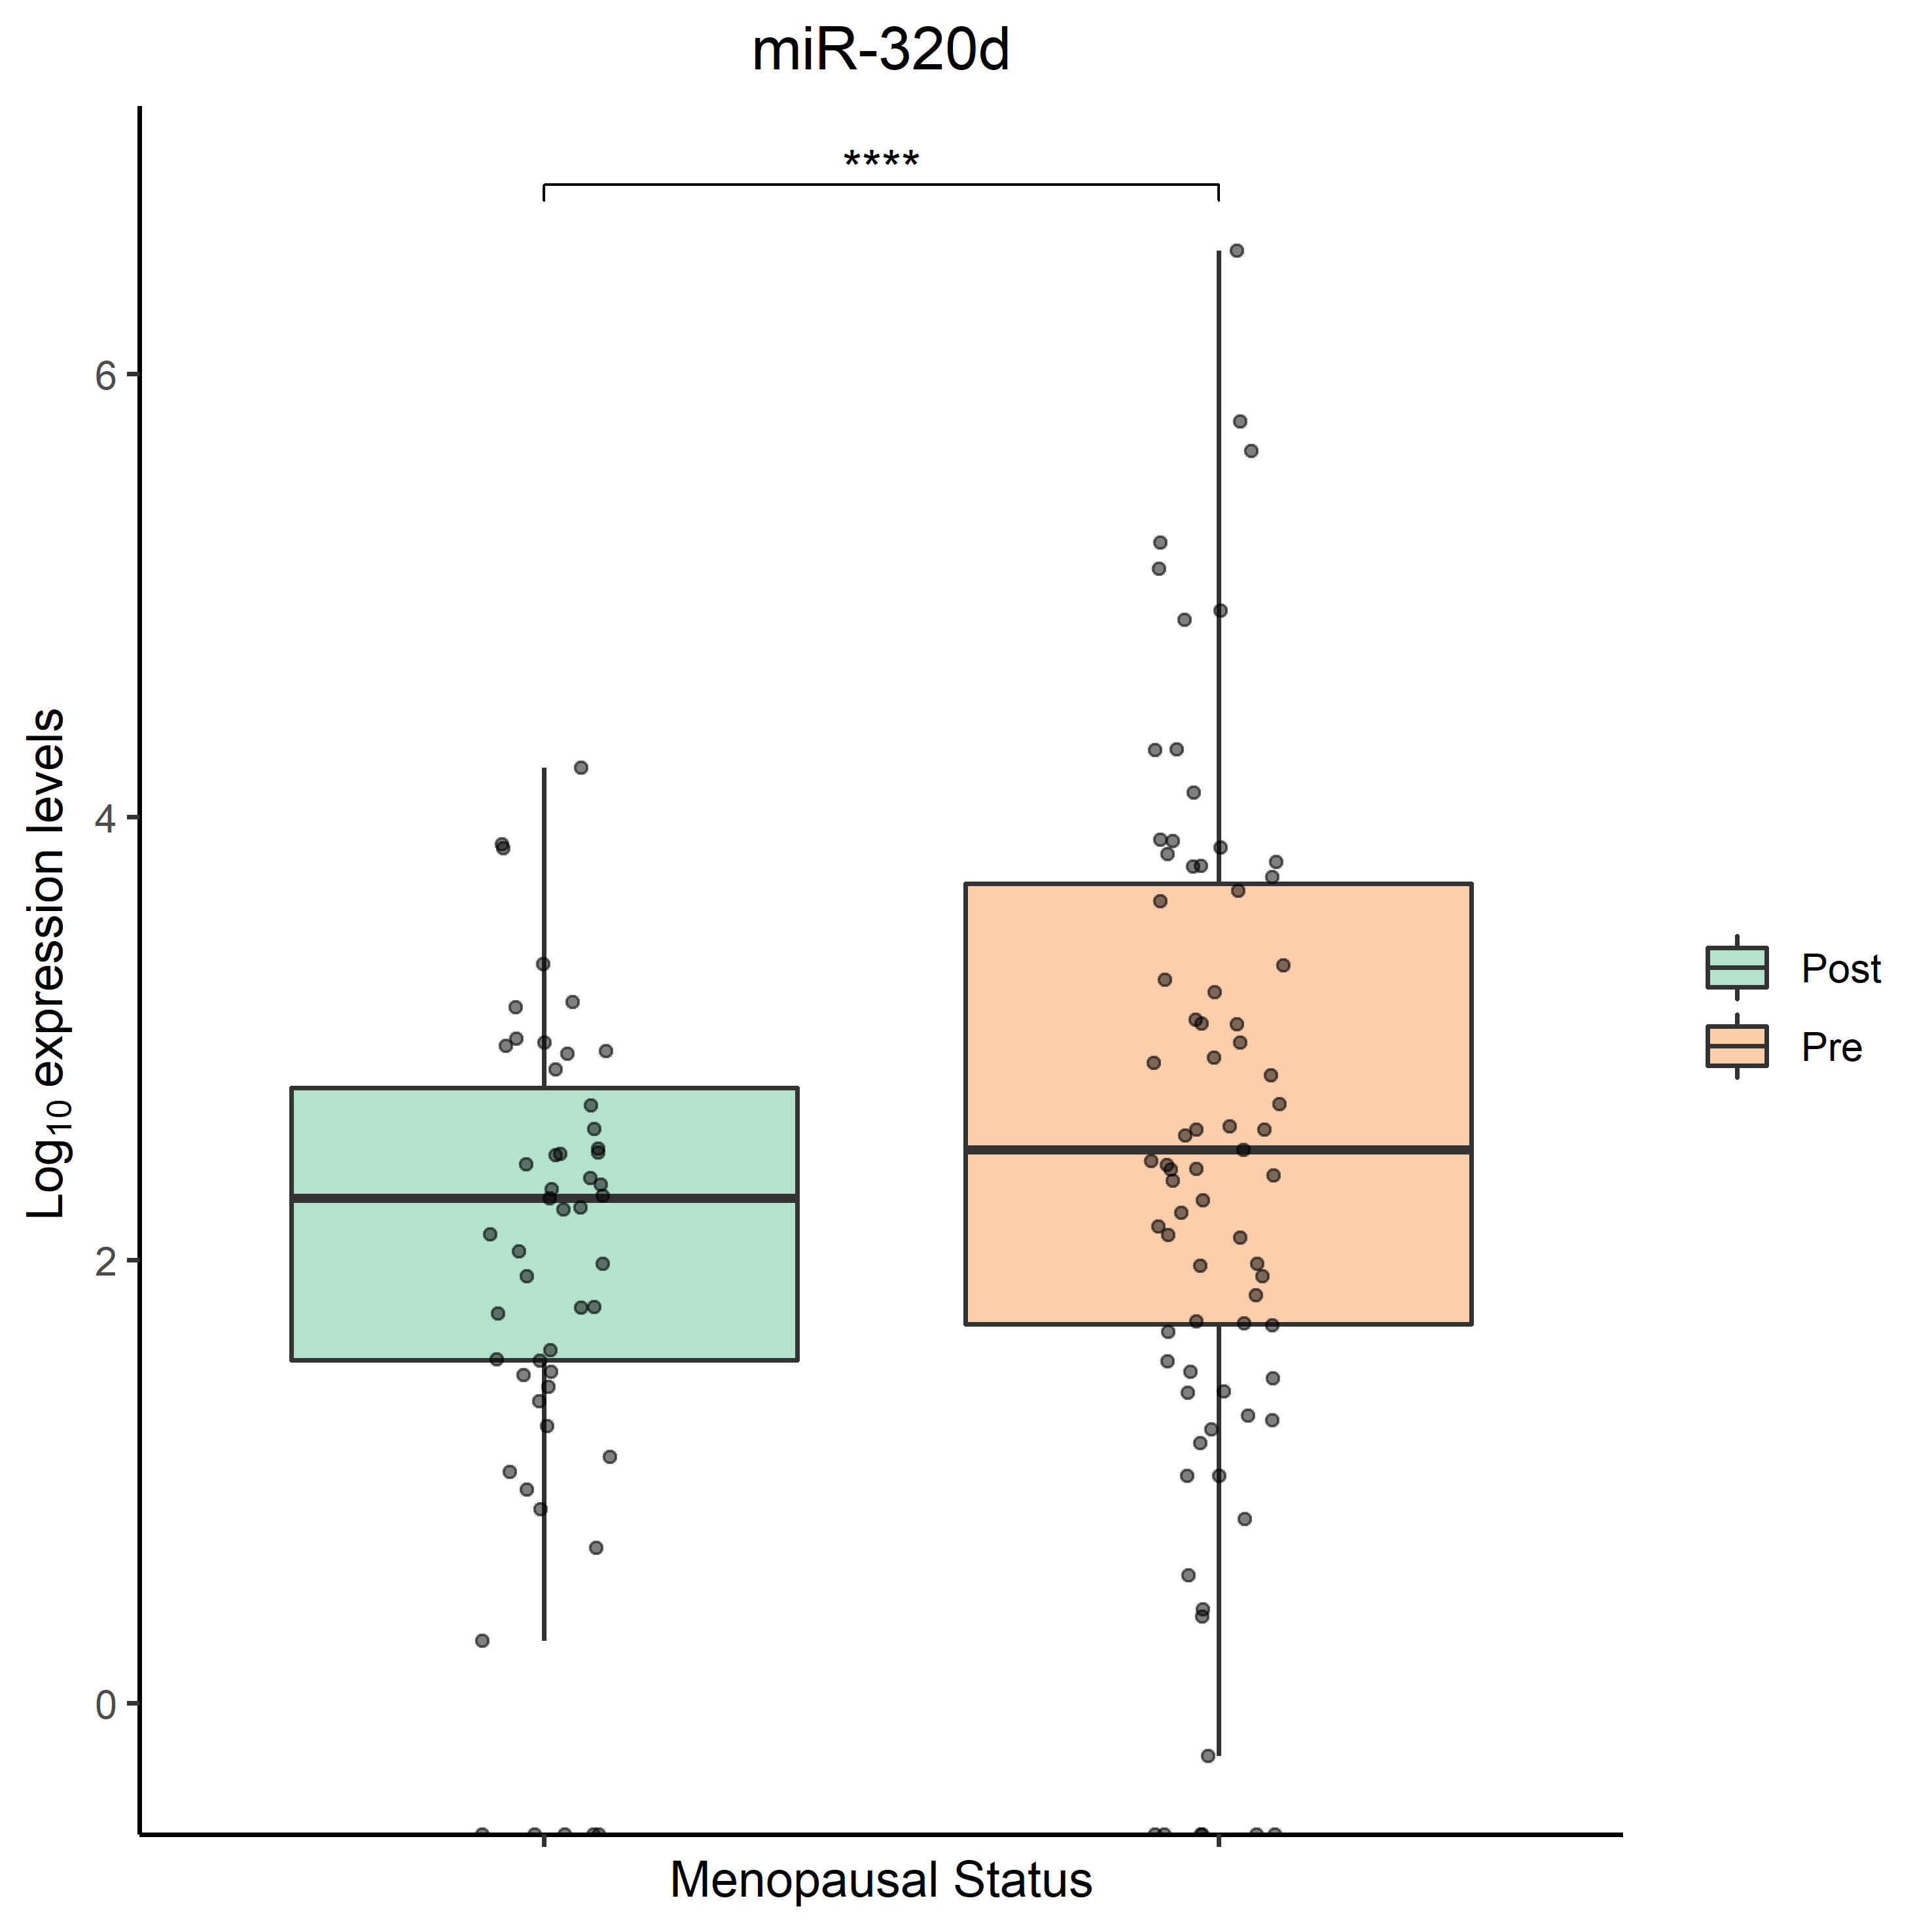 miR-320d
****
6
4
2
0
Log10 expression levels
Menopausal Status
Post
Pre